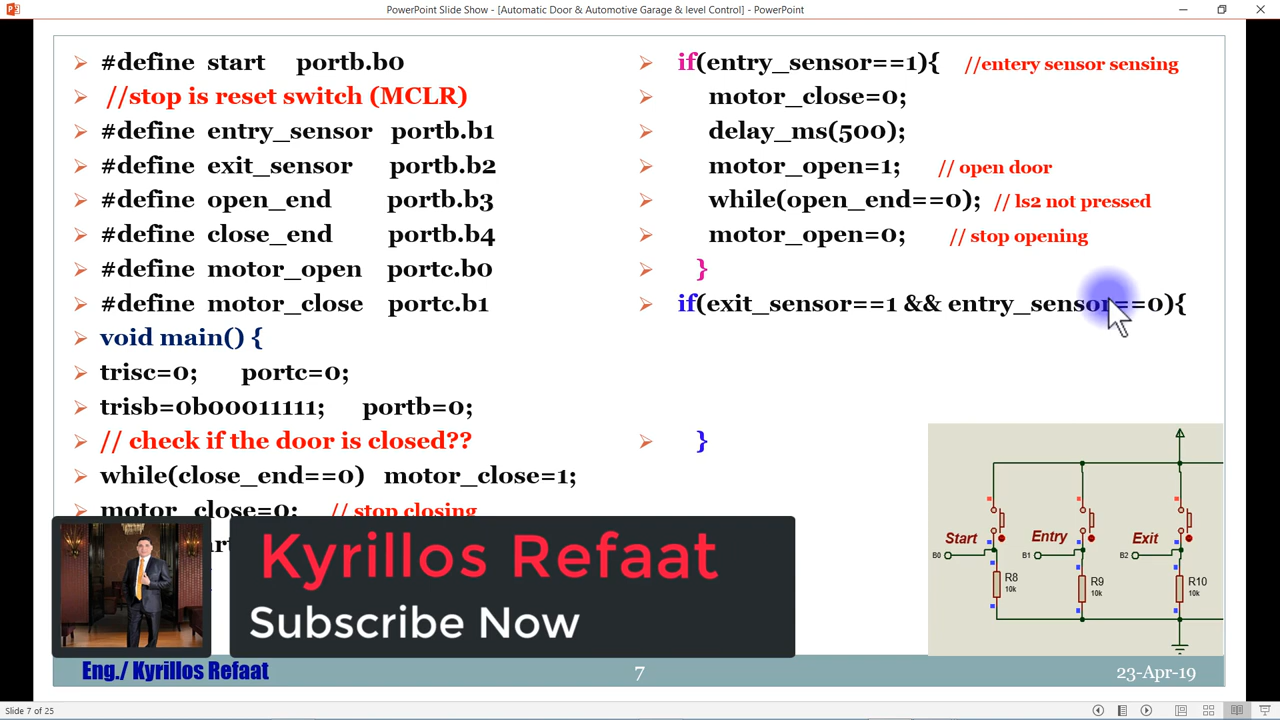 PowerPoint Slide Show - [Automatic Door & Automotive Garage & level Control] - PowerPoint
#define start portb.b0
//stop is reset switch (MCLR)
#define entry_sensor portb.b1
#define exit_sensor portb.b2
#define open_end portb.b3
#define close_end portb.b4
#define motor_open portc.b0
#define motor_close portc.b1
void main() {
trisc=0; portc=0;
trisb=0b00011111; portb=0;
// check if the door is closed??
while(close_end==0) motor_close=1;
motor_close=0; // stop closing
if(entry_sensor==1){ //entery sensor sensing
motor_close=0;
delay_ms(500);
motor_open=1; // open door
while(open_end==0); // ls2 not pressed
motor_open=0; // stop opening
}
if(exit_sensor==1 && entry_sensor==0){
}
Start Entry Exit
B0 B1 B2
R8 R9 R10
10k 10k 10k
Kyrillos Refaat
Subscribe Now
Eng./ Kyrillos Refaat 7 23-Apr-19
Slide 7 of 25